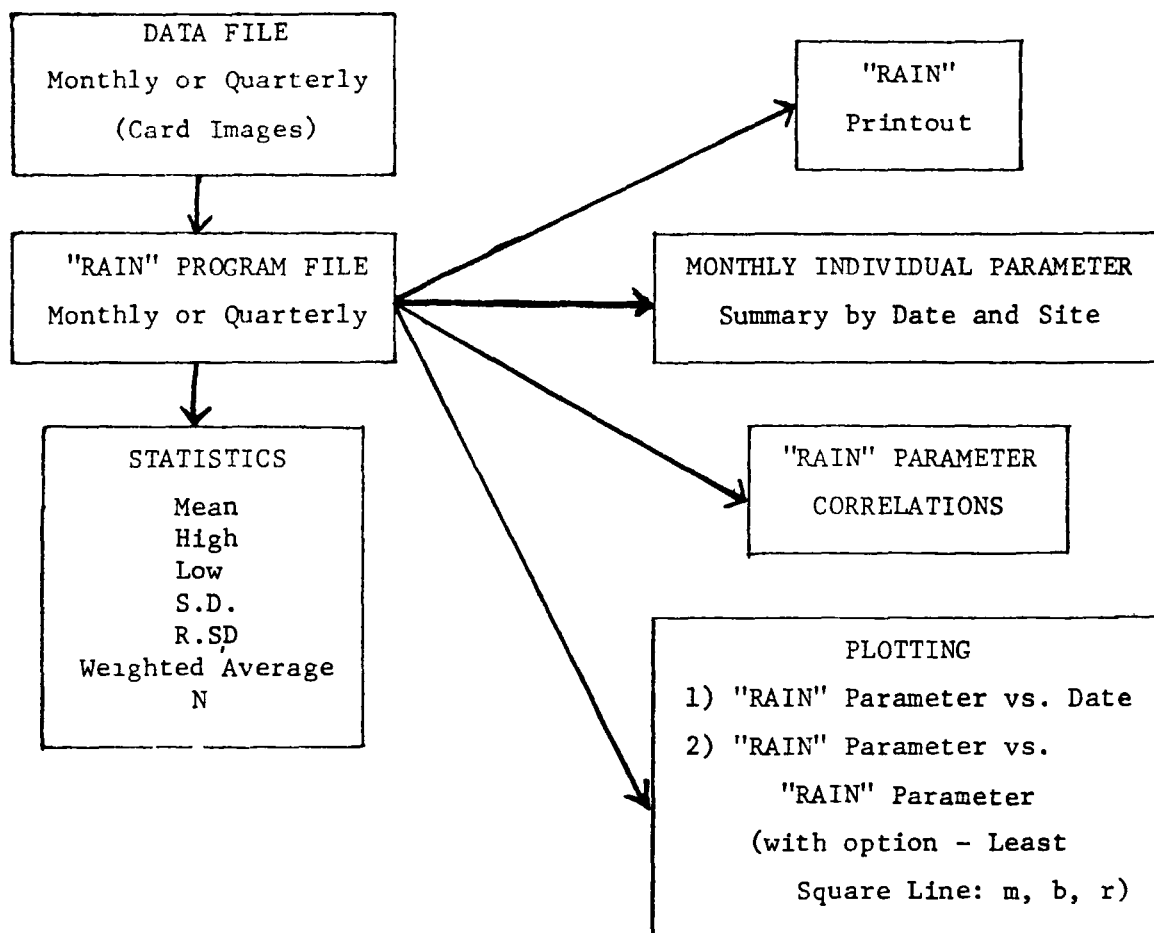 DATA FILE
Monthly or Quarterly
(Card Images)
"RAIN" PROGRAM FILE
Monthly or Quarterly
STATISTICS
Mean
High
Low
S.D.
R.SD
Weighted Average
N
"RAIN"
Printout
MONTHLY INDIVIDUAL PARAMETER
Summary by Date and Site
"RAIN" PARAMETER
CORRELATIONS
PLOTTING
1) "RAIN" Parameter vs. Date
2) "RAIN" Parameter vs.
"RAIN" Parameter
(with option - Least
Square Line: m, b, r)